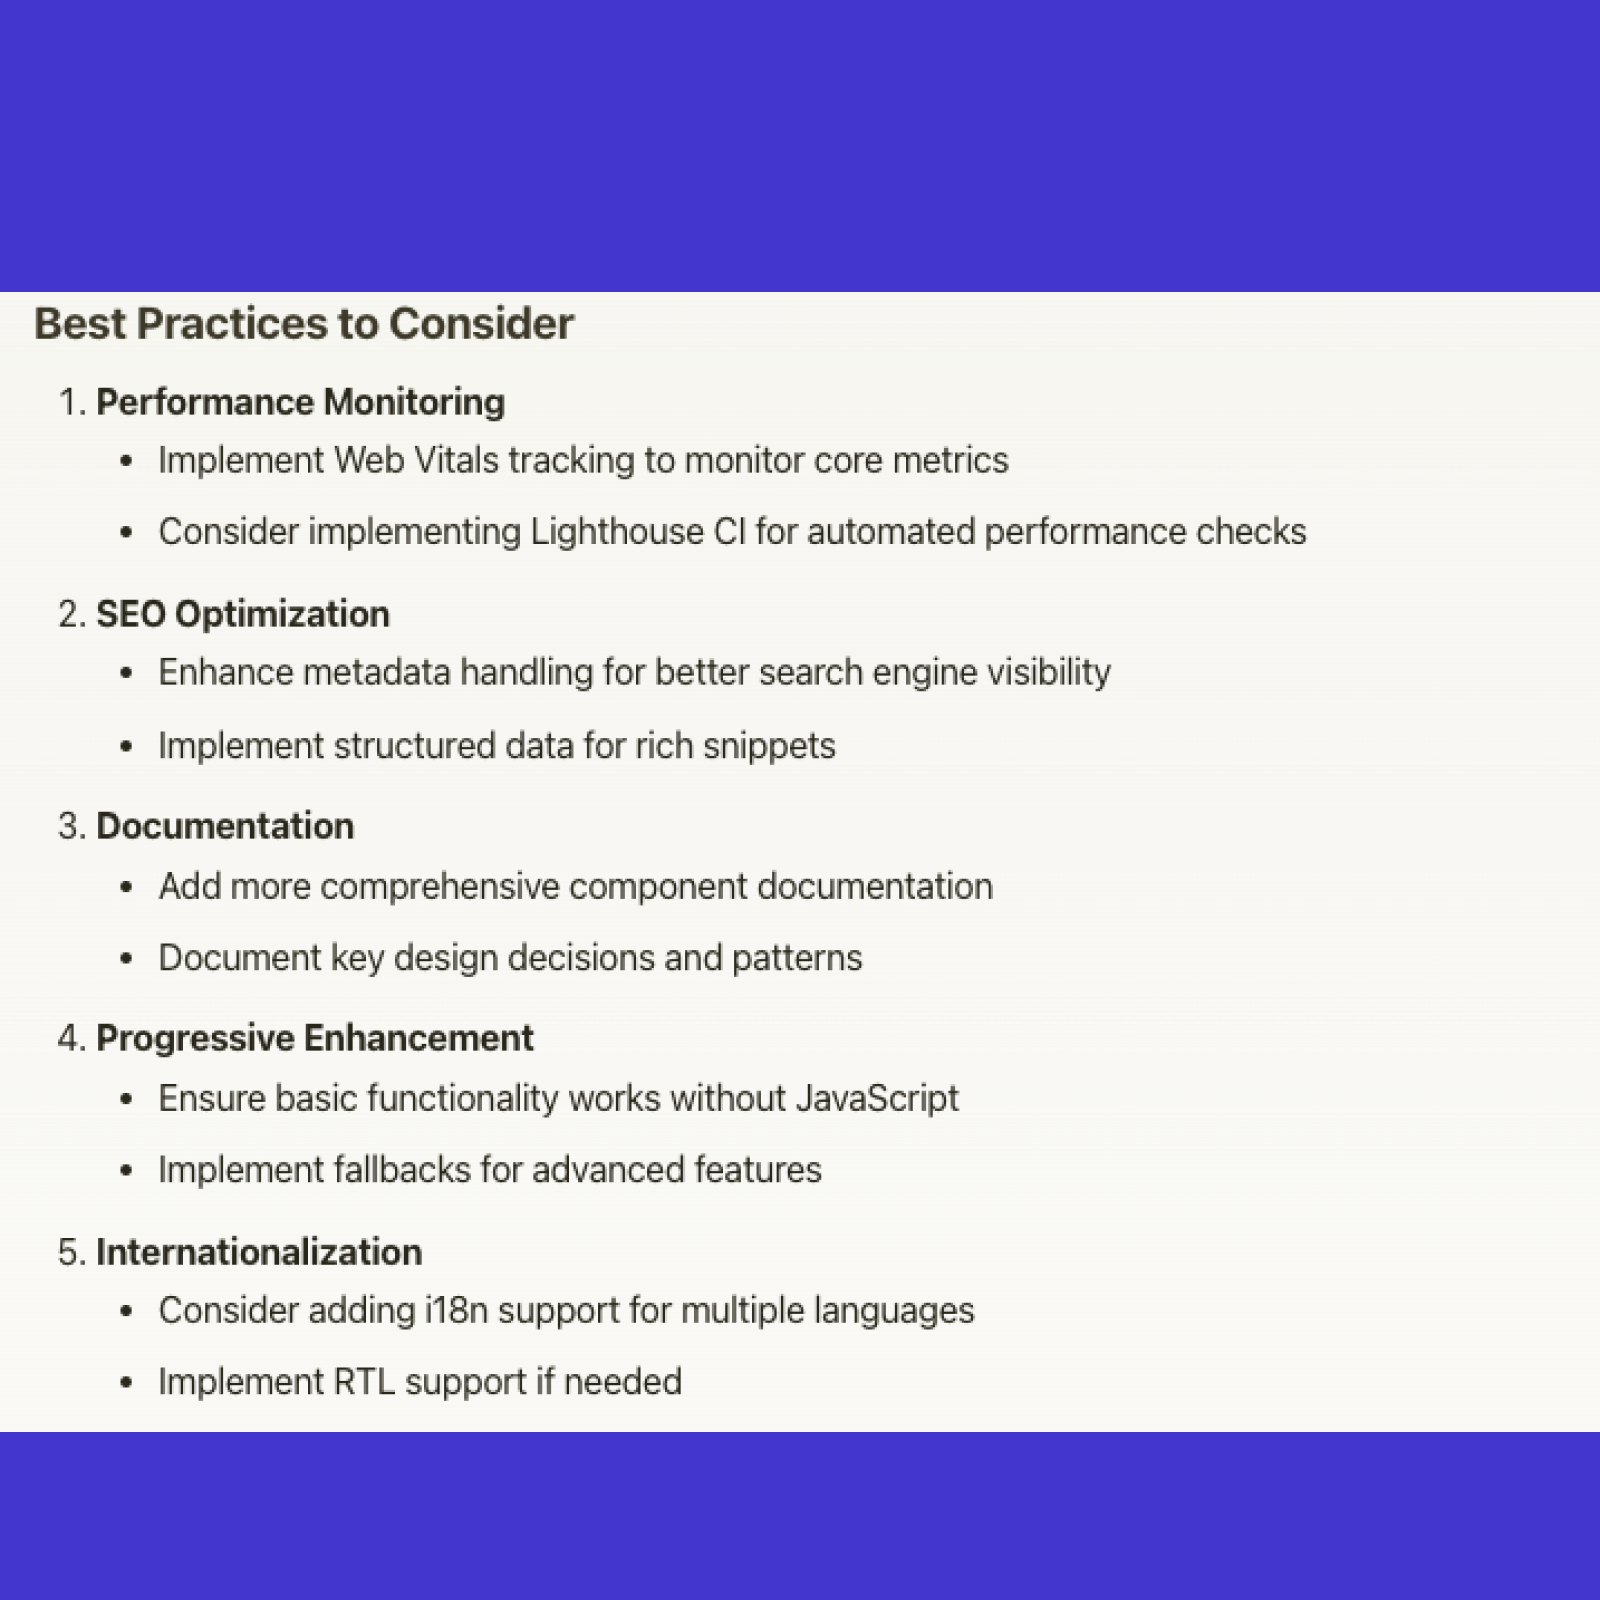 Best Practices to Consider
1. Performance Monitoring
• Implement Web Vitals tracking to monitor core metrics
• Consider implementing Lighthouse CI for automated performance checks
2. SEO Optimization
• Enhance metadata handling for better search engine visibility
• Implement structured data for rich snippets
3. Documentation
• Add more comprehensive component documentation
• Document key design decisions and patterns
4. Progressive Enhancement
• Ensure basic functionality works without JavaScript
• Implement fallbacks for advanced features
5. Internationalization
• Consider adding i18n support for multiple languages
• Implement RTL support if needed